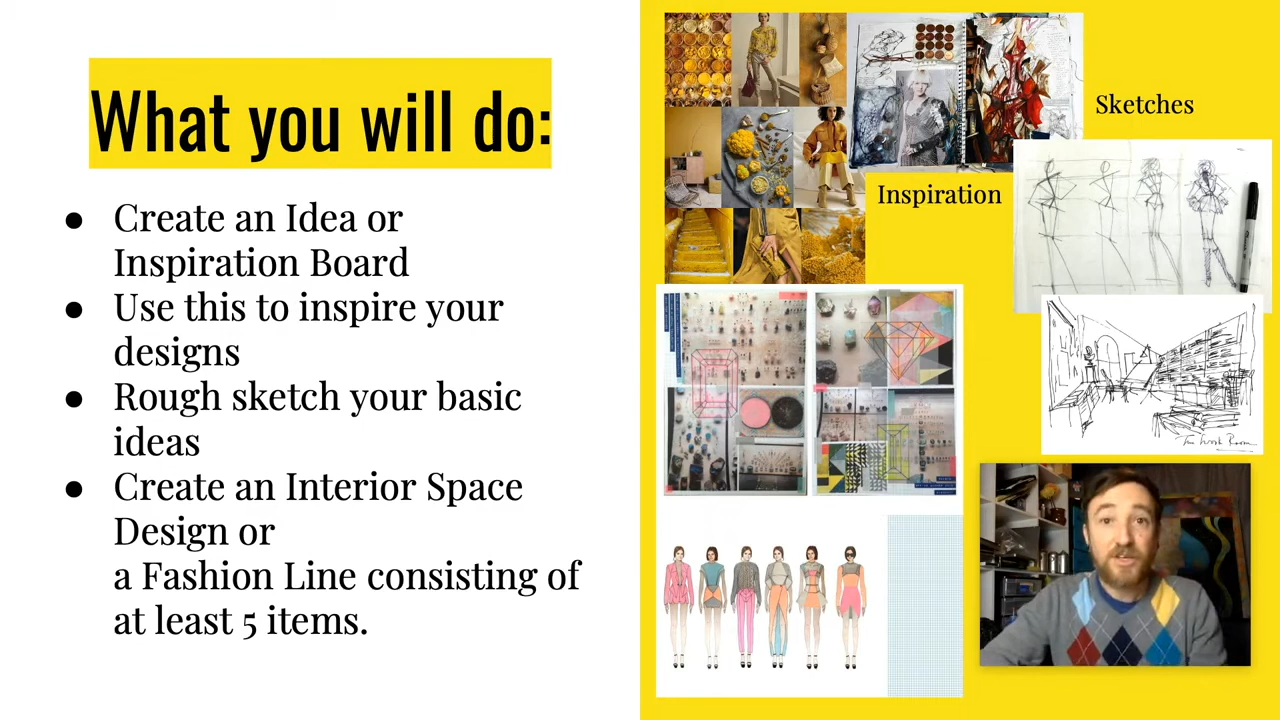 What you will do:
● Create an Idea or
Inspiration Board
● Use this to inspire your
designs
● Rough sketch your basic
ideas
● Create an Interior Space
Design or
a Fashion Line consisting of
at least 5 items.
Sketches
Inspiration